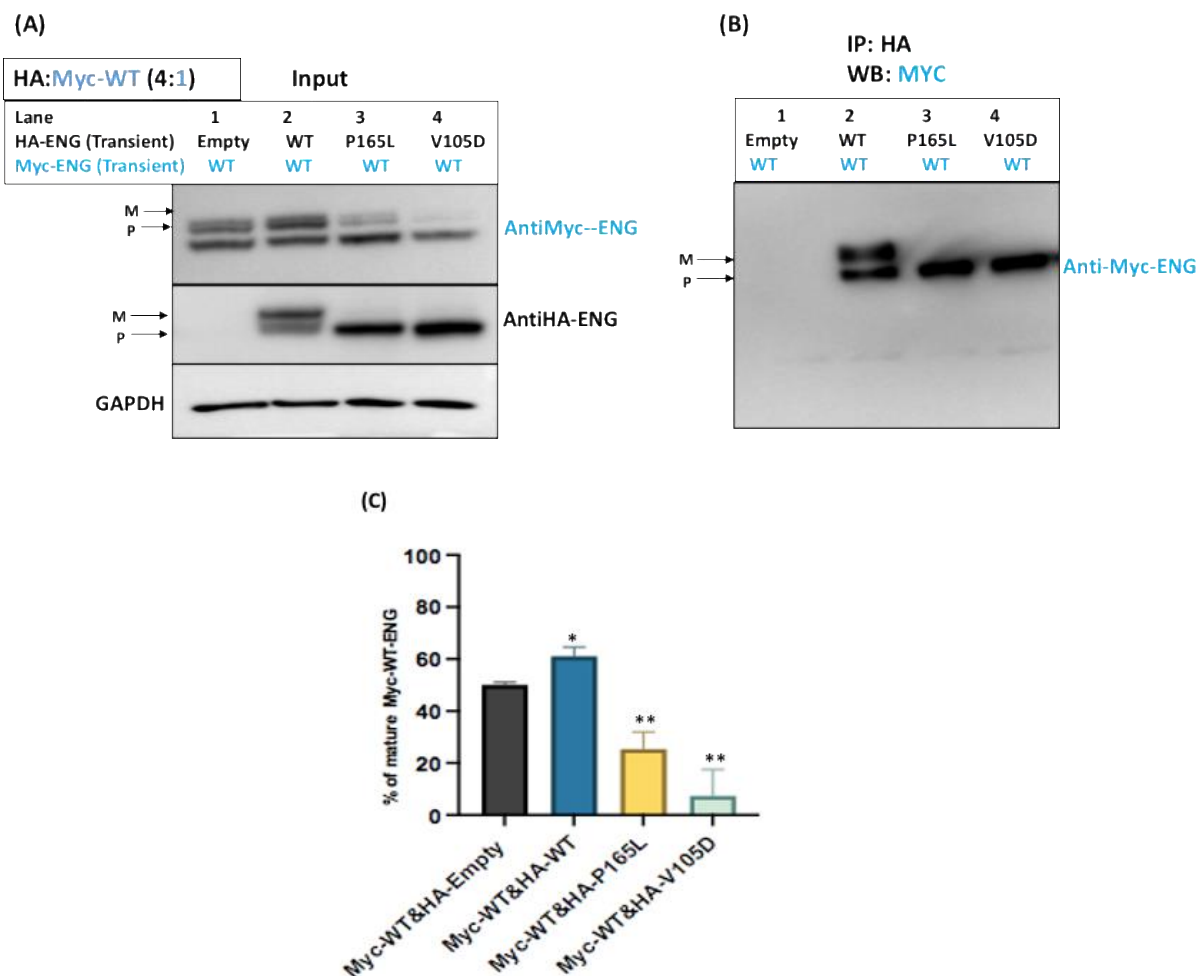 (A)
HA:Myc-WT (4:1)
Input
Lane 1 2 3 4
HA-ENG (Transient) Empty WT P165L V105D
Myc-ENG (Transient) WT WT WT WT
M
P
AntiMyc--ENG
M
P
AntiHA-ENG
GAPDH
(B)
IP: HA
WB: MYC
1 2 3 4
Empty WT P165L V105D
WT WT WT WT
M
P
Anti-Myc-ENG
(C)
% of mature Myc-WT-ENG
100
80
60
40
20
0
*
**
**
Myc-WT&HA-Empty
Myc-WT&HA-WT
Myc-WT&HA-P165L
Myc-WT&HA-V105D